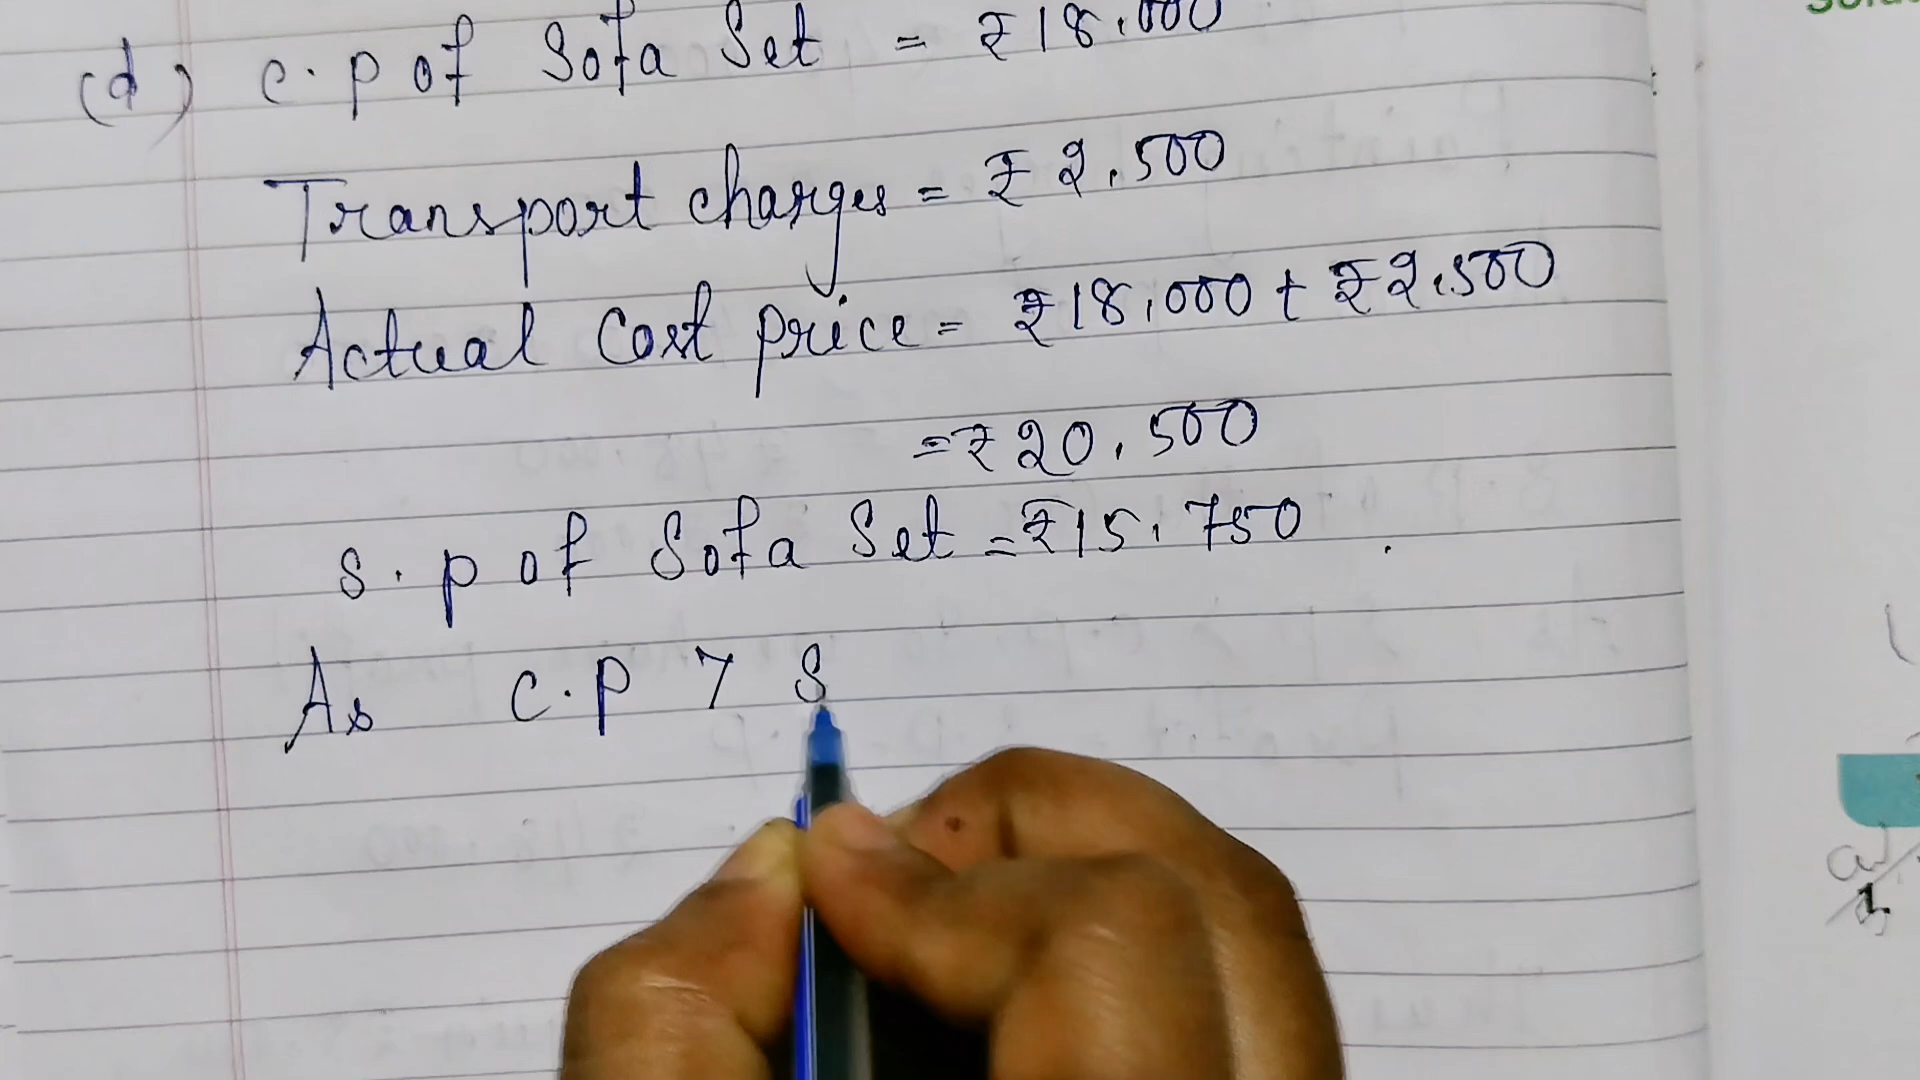 (d) C.P of Sofa Set = ₹18,000
Transport charges = ₹2,500
Actual Cost price = ₹18,000 + ₹2,500
= ₹20,500
S.P of Sofa Set = ₹15,750
As C.P > S
1.